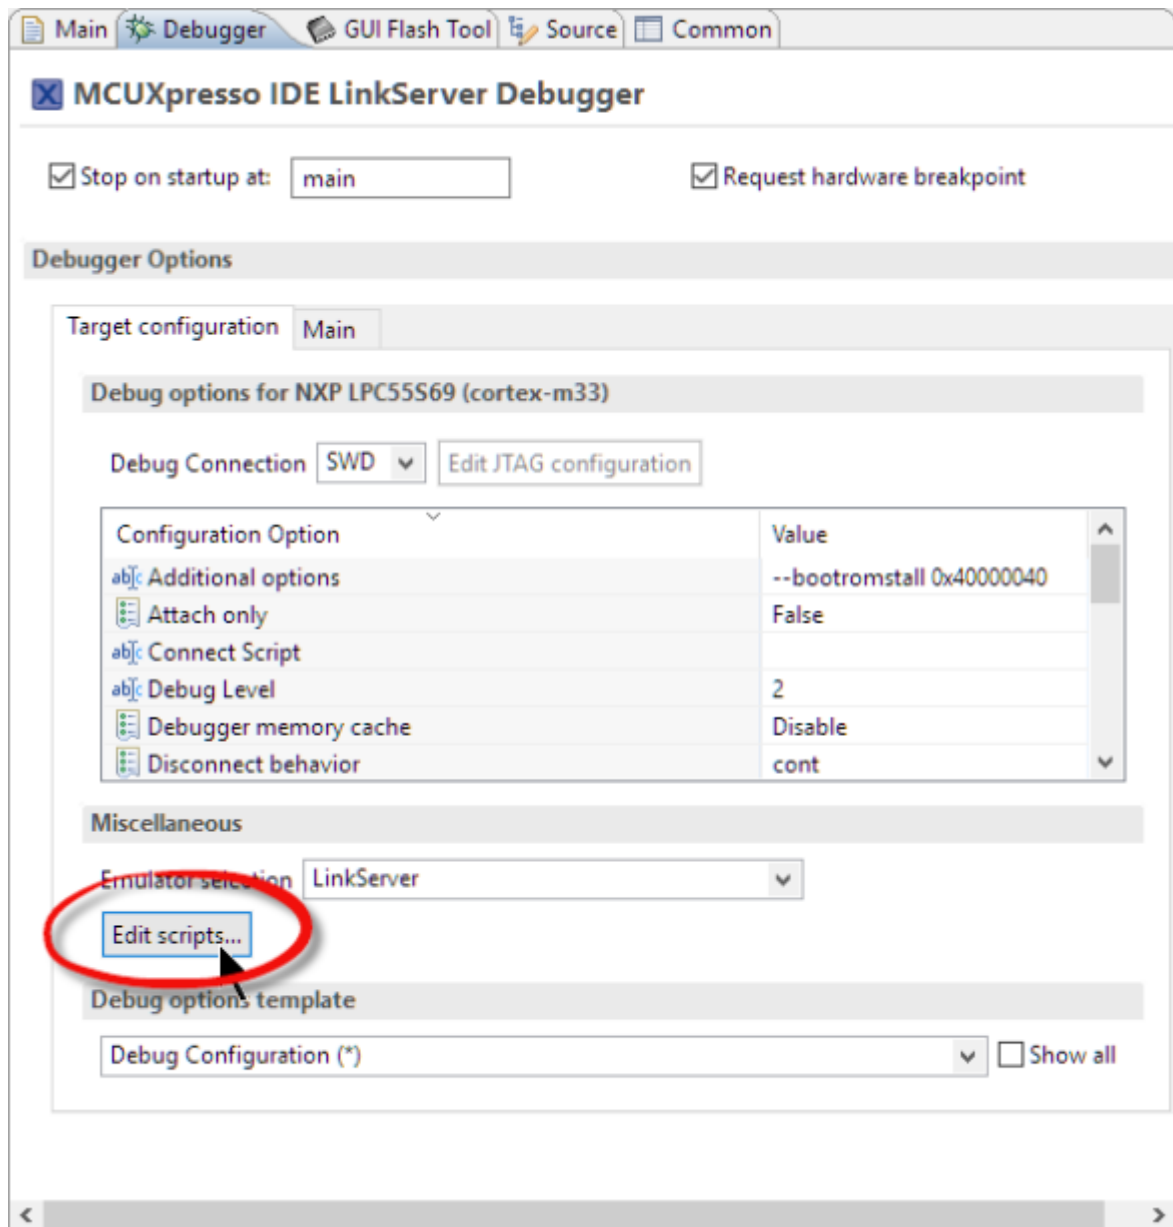 Main Debugger GUI Flash Tool Source Common
MCUXpresso IDE LinkServer Debugger
Stop on startup at: main Request hardware breakpoint
Debugger Options
Target configuration Main
Debug options for NXP LPC55S69 (cortex-m33)
Debug Connection SWD Edit JTAG configuration
Configuration Option Value
Additional options --bootromstall 0x40000040
Attach only False
Connect Script
Debug Level 2
Debugger memory cache Disable
Disconnect behavior cont
Miscellaneous
Emulator selection LinkServer
Edit scripts...
Debug options template
Debug Configuration (*) Show all